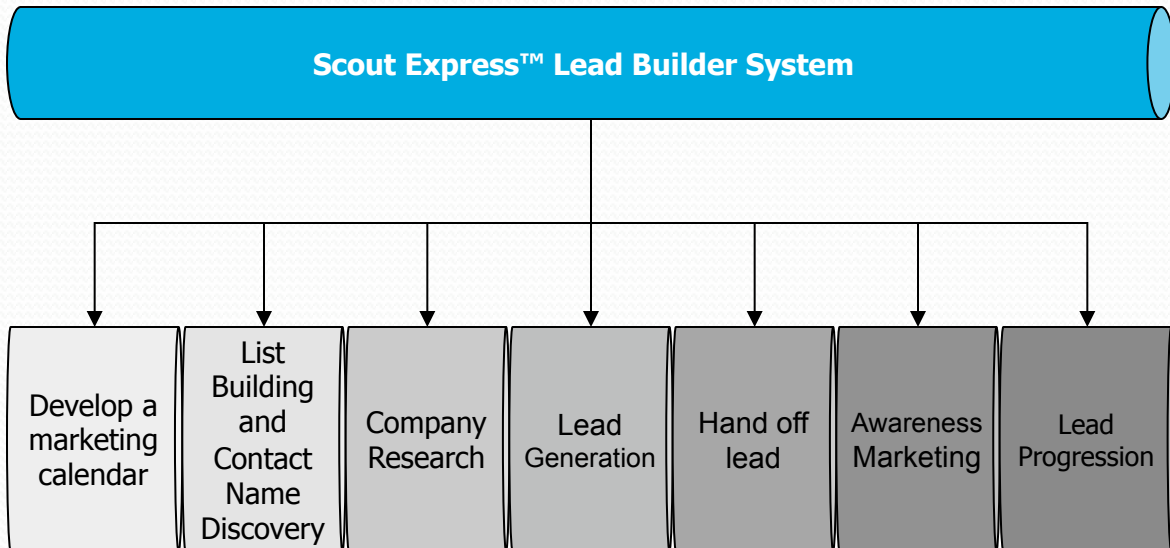 Scout Express™ Lead Builder System
Develop a
marketing
calendar
List
Building
and
Contact
Name
Discovery
Company
Research
Lead
Generation
Hand off
lead
Awareness
Marketing
Lead
Progression